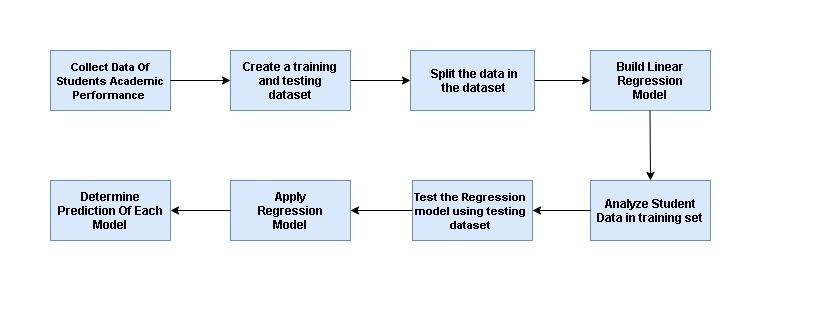 Collect Data Of
Students Academic
Performance
Create a training
and testing
dataset
Split the data in
the dataset
Build Linear
Regression
Model
Determine
Prediction Of Each
Model
Apply
Regression
Model
Test the Regression
model using testing
dataset
Analyze Student
Data in training set